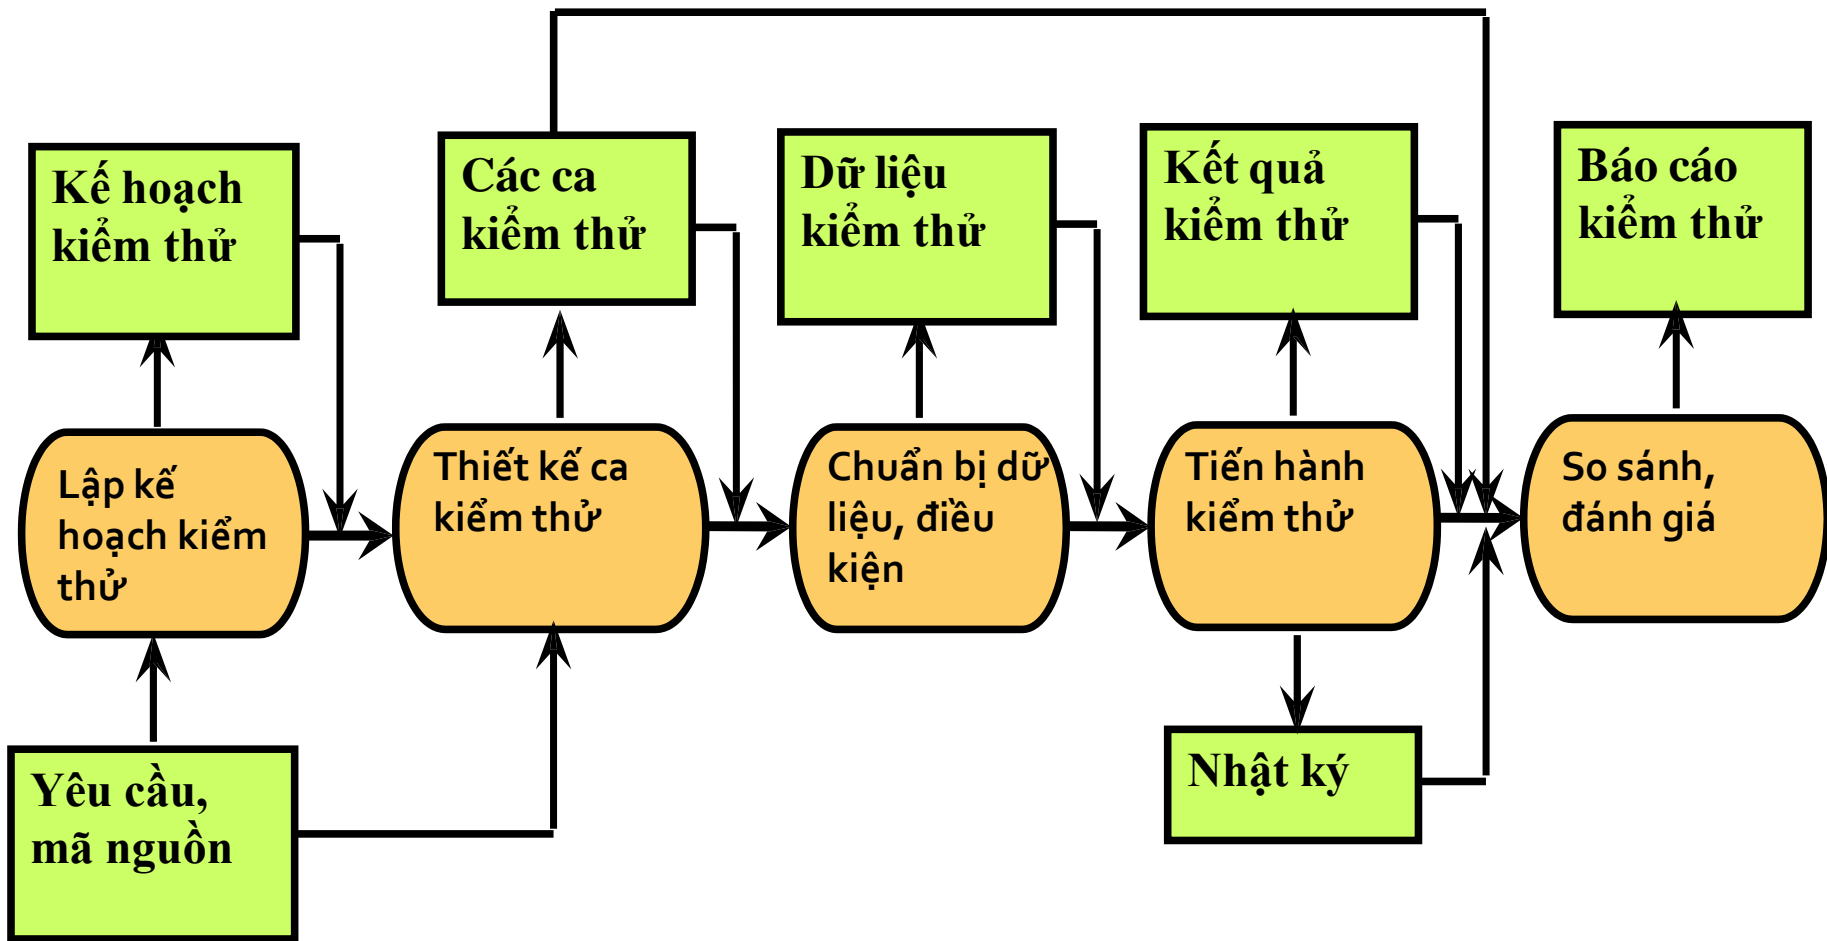 Kế hoạch
kiểm thử
Các ca
kiểm thử
Dữ liệu
kiểm thử
Kết quả
kiểm thử
Báo cáo
kiểm thử
Lập kế
hoạch kiểm
thử
Thiết kế ca
kiểm thử
Chuẩn bị dữ
liệu, điều
kiện
Tiến hành
kiểm thử
So sánh,
đánh giá
Yêu cầu,
mã nguồn
Nhật ký